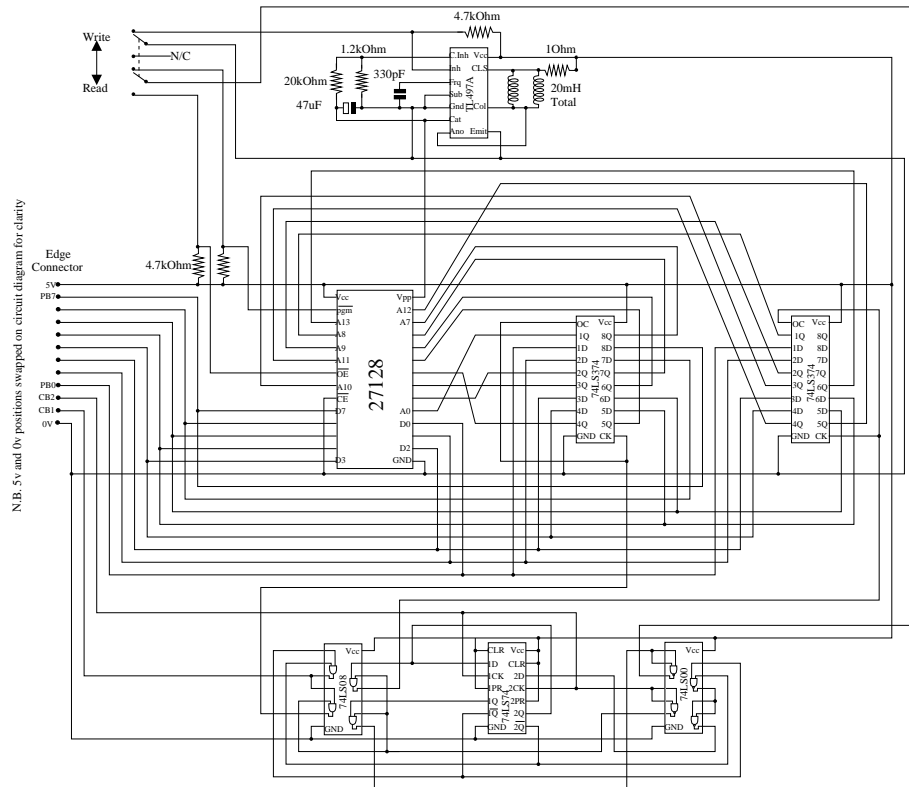 4.7kOhm
Write
N/C
Read
20kOhm
1.2kOhm
330pF
47uF
C.Inh Vcc
Inh CLS
Frq
Sub
Gnd Col
Cat
Ano Emit
TL497A
1Ohm
20mH
Total
N.B. 5v and 0v positions swapped on circuit diagram for clarity
Edge
Connector
5V
PB7
PB0
CB2
CB1
0V
4.7kOhm
Vcc Vpp
pgm A12
A13 A7
A8
A9
A11
OE
A10
CE A0
D7 D0
D2
D3 GND
27128
OC Vcc
1Q 8Q
1D 8D
2D 7D
2Q 7Q
3Q 6Q
3D 6D
4D 5D
4Q 5Q
GND CK
74LS374
OC Vcc
1Q 8Q
1D 8D
2D 7D
2Q 7Q
3Q 6Q
3D 6D
4D 5D
4Q 5Q
GND CK
74LS374
Vcc
74LS08
GND
CLR Vcc
1D CLR
1CK 2D
1PR 2CK
1Q 2PR
1Q 2Q
GND 2Q
74LS74
Vcc
74LS00
GND